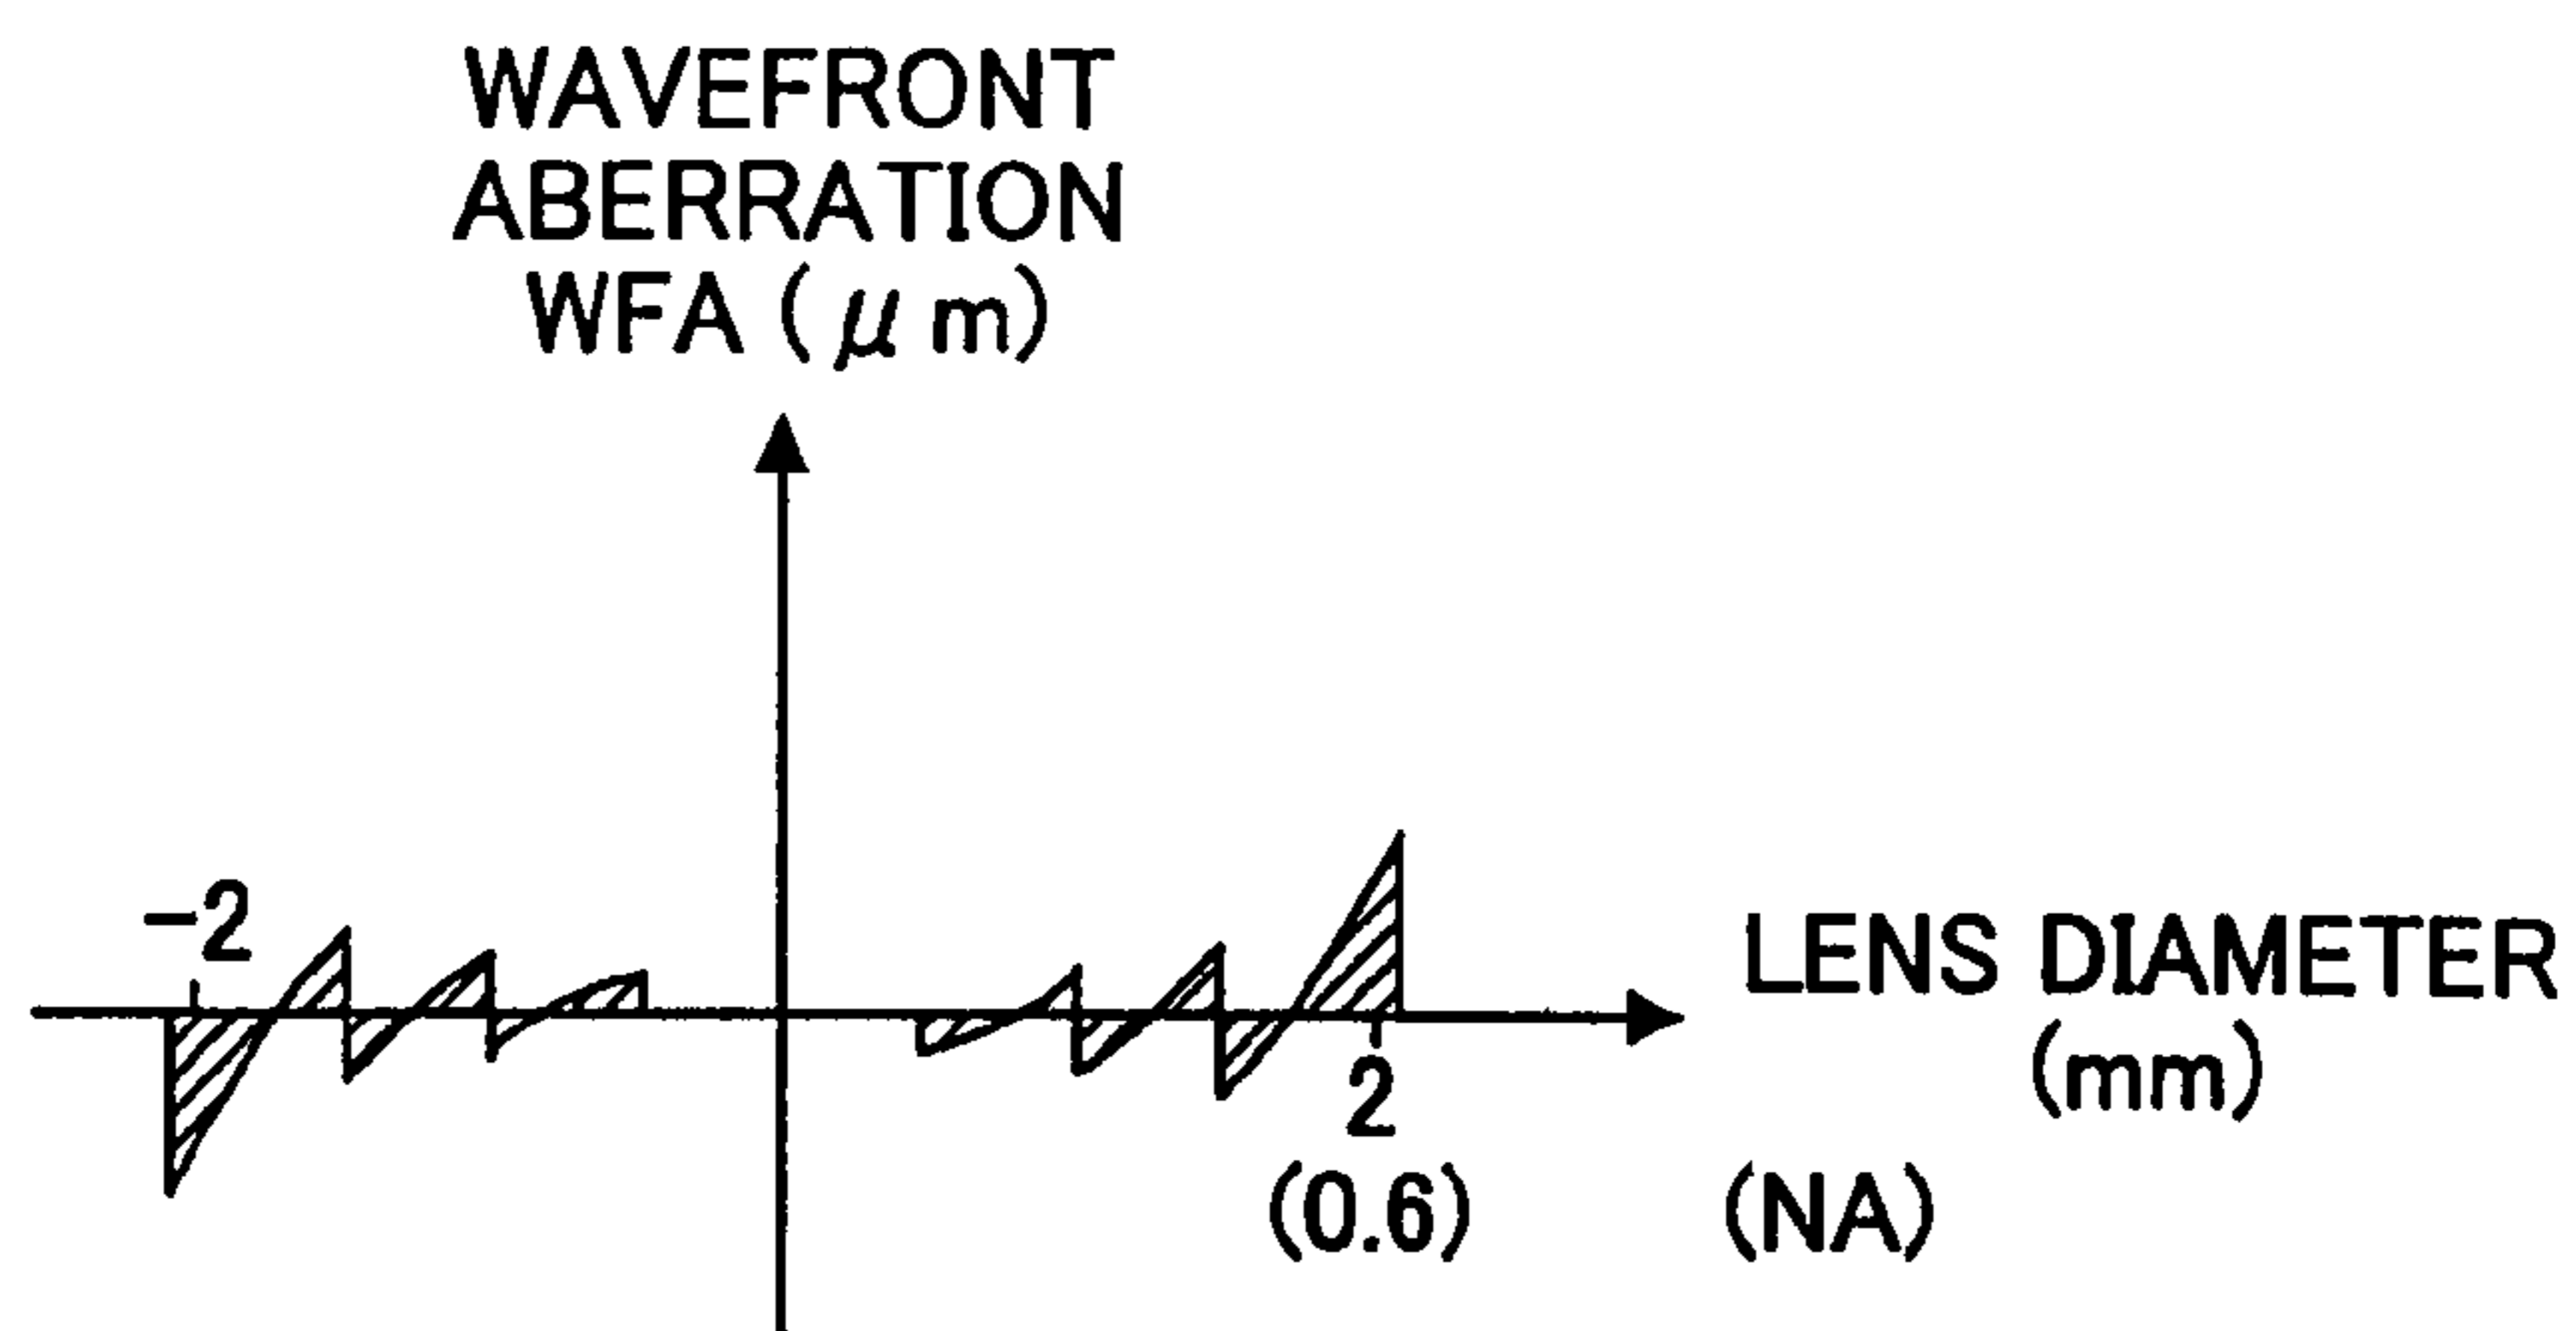 WAVEFRONT
ABERRATION
WFA (μm)
-2
LENS DIAMETER
(mm)
2
(0.6)
(NA)